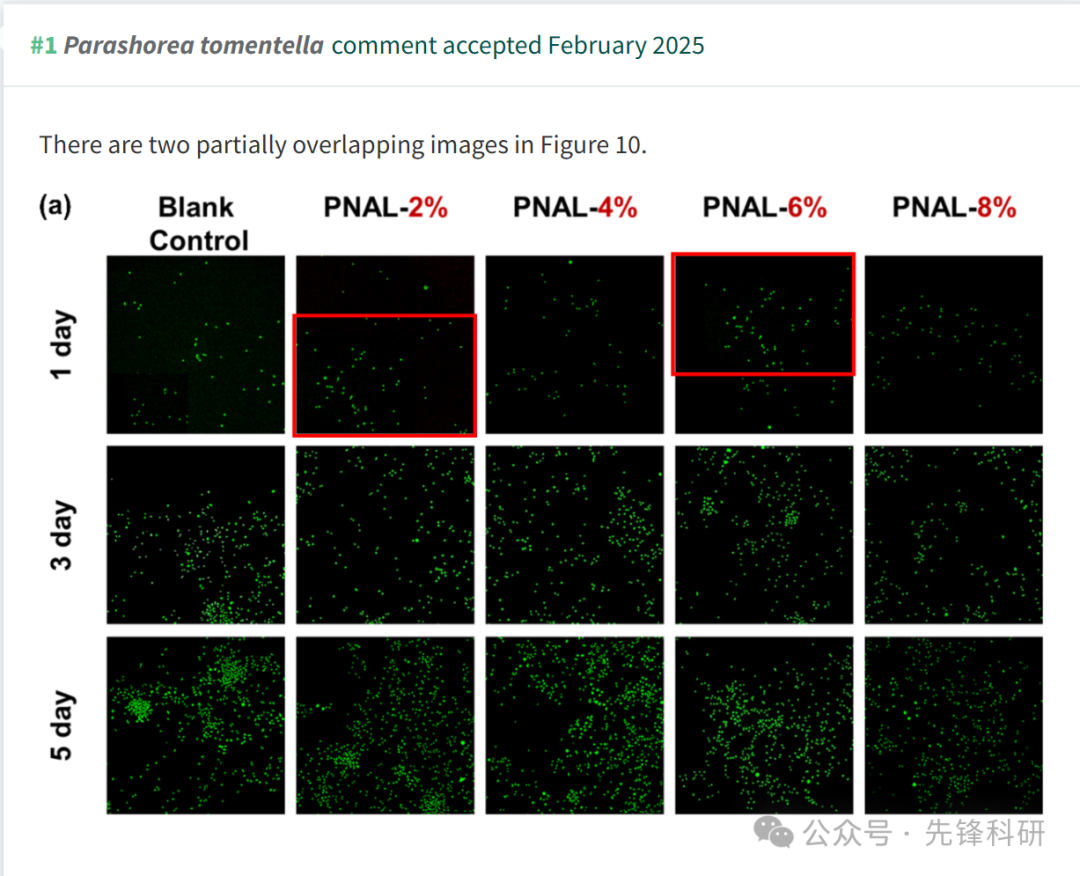 #1 Parashorea tomentella comment accepted February 2025
There are two partially overlapping images in Figure 10.
(a)
Blank
Control
PNAL-2%
PNAL-4%
PNAL-6%
PNAL-8%
1 day
3 day
5 day
公众号 · 先锋科研